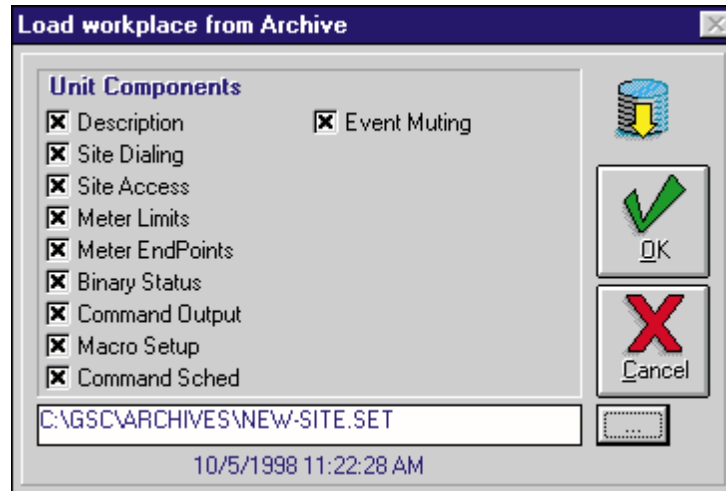 Load workplace from Archive
Unit Components
Description
Event Muting
Site Dialing
Site Access
Meter Limits
Meter EndPoints
Binary Status
Command Output
Macro Setup
Command Sched
OK
Cancel
C:\GSC\ARCHIVES\NEW-SITE.SET
...
10/5/1998 11:22:28 AM